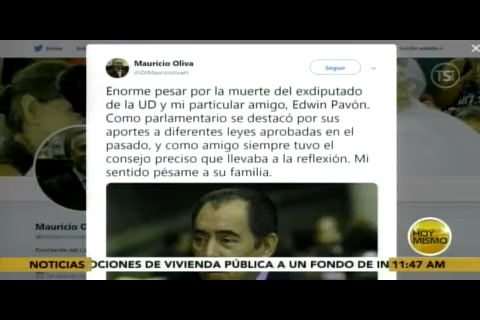 Mauricio Oliva
Seguir
Enorme pesar por la muerte del exdiputado
de la UD y mi particular amigo, Edwin Pavón.
Como parlamentario se destacó por sus
aportes a diferentes leyes aprobadas en el
pasado, y como amigo siempre tuvo el
consejo preciso que llevaba a la reflexión. Mi
sentido pésame a su familia.
TSi
Mauricio Oliva
HOY
MISMO
NOTICIAS OCIONES DE VIVIENDA PÚBLICA A UN FONDO DE IN 11:47 AM